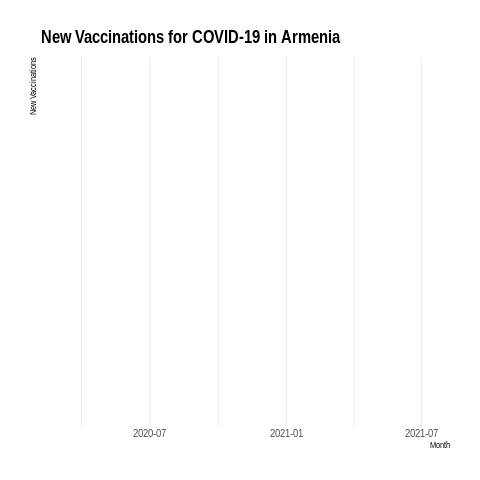 New Vaccinations for COVID-19 in Armenia
New Vaccinations
2020-07
2021-01
2021-07
Month